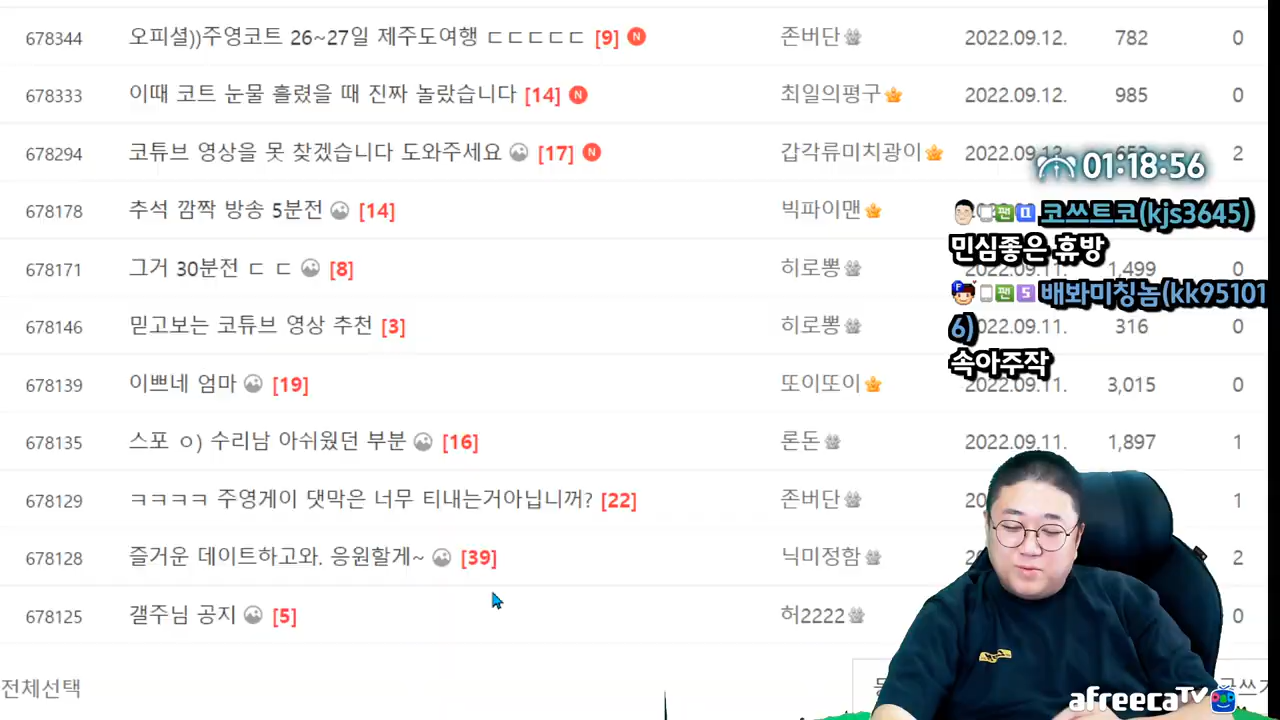 678344 오피셜))주영코트 26~27일 제주도여행 ㄷㄷㄷㄷㄷ [9] N 존버단 2022.09.12. 782 0
678333 이때 코트 눈물 흘렸을 때 진짜 놀랐습니다 [14] N 최일의평구 2022.09.12. 985 0
678294 코튜브 영상을 못 찾겠습니다 도와주세요 [17] N 갑각류미치광이 2
01:18:56
678178 추석 깜짝 방송 5분전 [14] 빅파이맨
팬 코쓰트코(kjs3645)
민심좋은 휴방
678171 그거 30분전 ㄷ ㄷ [8] 히로뽕 2022.09.11. 1,499 0
팬 5 배봐미칭놈(kk95101
6)
678146 믿고보는 코튜브 영상 추천 [3] 히로뽕 2022.09.11. 316 0
속아주작
678139 이쁘네 엄마 [19] 또이또이 2022.09.11. 3,015 0
678135 스포 ㅇ) 수리남 아쉬웠던 부분 [16] 론돈 2022.09.11. 1,897 1
678129 ㅋㅋㅋㅋ 주영게이 댓막은 너무 티내는거아닙니꺼? [22] 존버단 1
678128 즐거운 데이트하고와. 응원할게~ [39] 닉미정함 2
678125 갤주님 공지 [5] 허2222 0
전체선택
afreecaTV